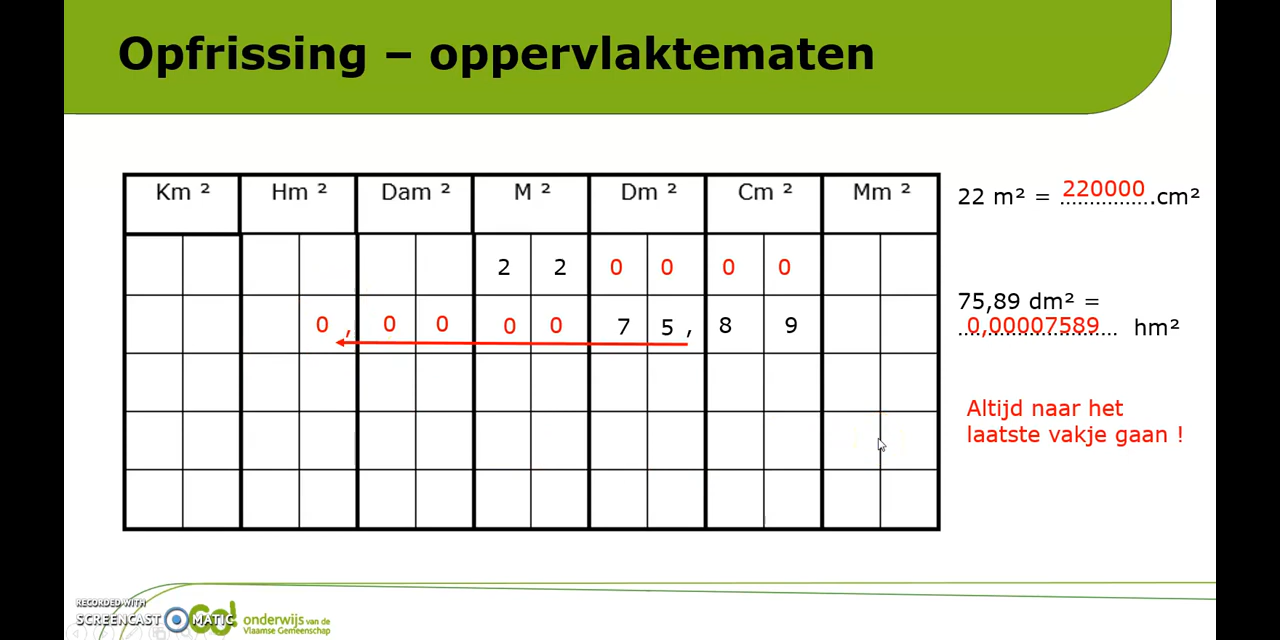 Opfrissing – oppervlaktematen
Km ² Hm ² Dam ² M ² Dm ² Cm ² Mm ²
2 2 0 0 0 0
0 , 0 0 0 0 7 5 , 8 9
22 m² = 220000 cm²
75,89 dm² =
0,00007589 hm²
Altijd naar het
laatste vakje gaan !
RECORDED WITH
SCREENCAST MATIC
GO!
onderwijs van de
Vlaamse Gemeenschap